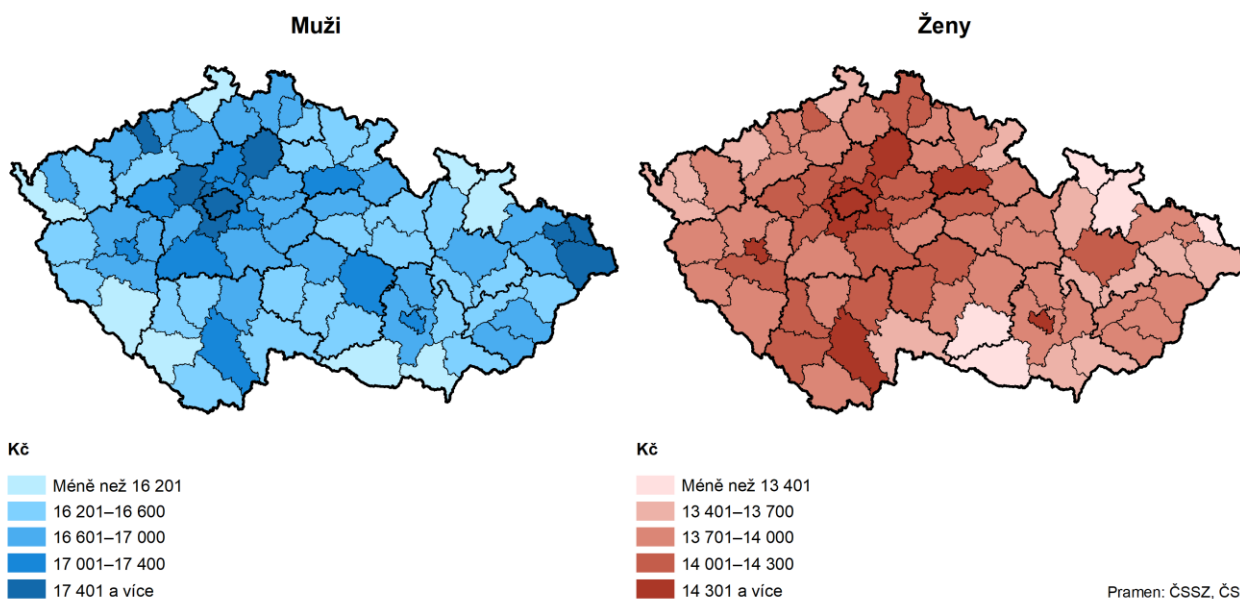 Muži
Ženy
Kč
Méně než 16 201
16 201–16 600
16 601–17 000
17 001–17 400
17 401 a více
Kč
Méně než 13 401
13 401–13 700
13 701–14 000
14 001–14 300
14 301 a více
Pramen: ČSSZ, ČS